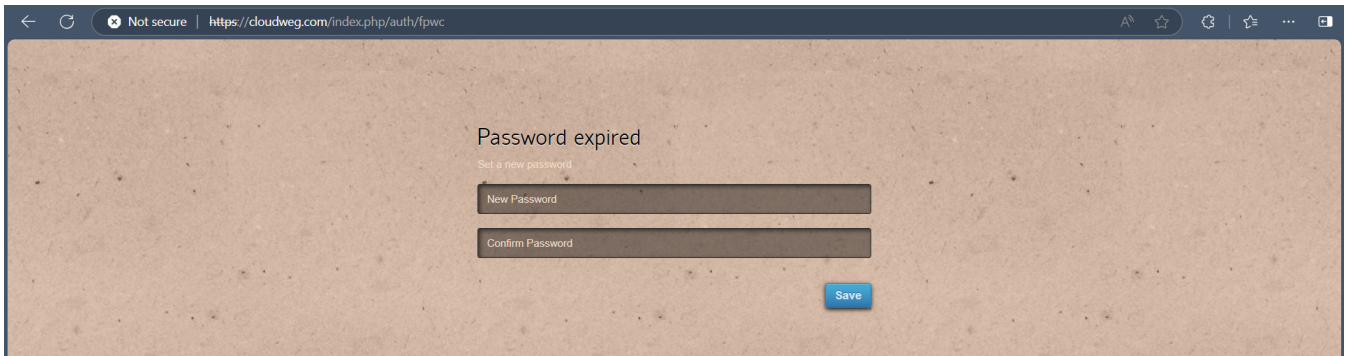 Not secure | https://cloudweg.com/index.php/auth/fpwc
Password expired
Set a new password
New Password
Confirm Password
Save